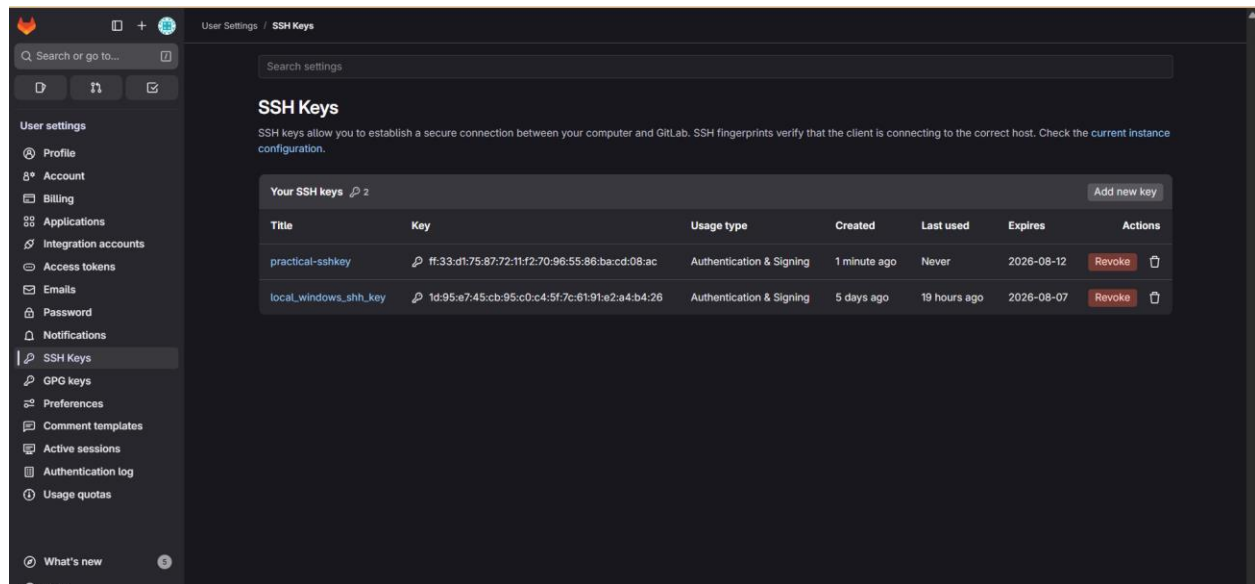 User Settings / SSH Keys
Search or go to...
/
Search settings
SSH Keys
SSH keys allow you to establish a secure connection between your computer and GitLab. SSH fingerprints verify that the client is connecting to the correct host. Check the current instance
configuration.
User settings
Profile
Account
Billing
Applications
Integration accounts
Access tokens
Emails
Password
Notifications
SSH Keys
GPG keys
Preferences
Comment templates
Active sessions
Authentication log
Usage quotas
What's new 5
Your SSH keys 2 Add new key
Title Key Usage type Created Last used Expires Actions
practical-sshkey ff:33:d1:75:87:72:11:f2:70:96:55:86:ba:cd:08:ac Authentication & Signing 1 minute ago Never 2026-08-12 Revoke
local_windows_shh_key 1d:95:e7:45:cb:95:c0:c4:5f:7c:61:91:e2:a4:b4:26 Authentication & Signing 5 days ago 19 hours ago 2026-08-07 Revoke